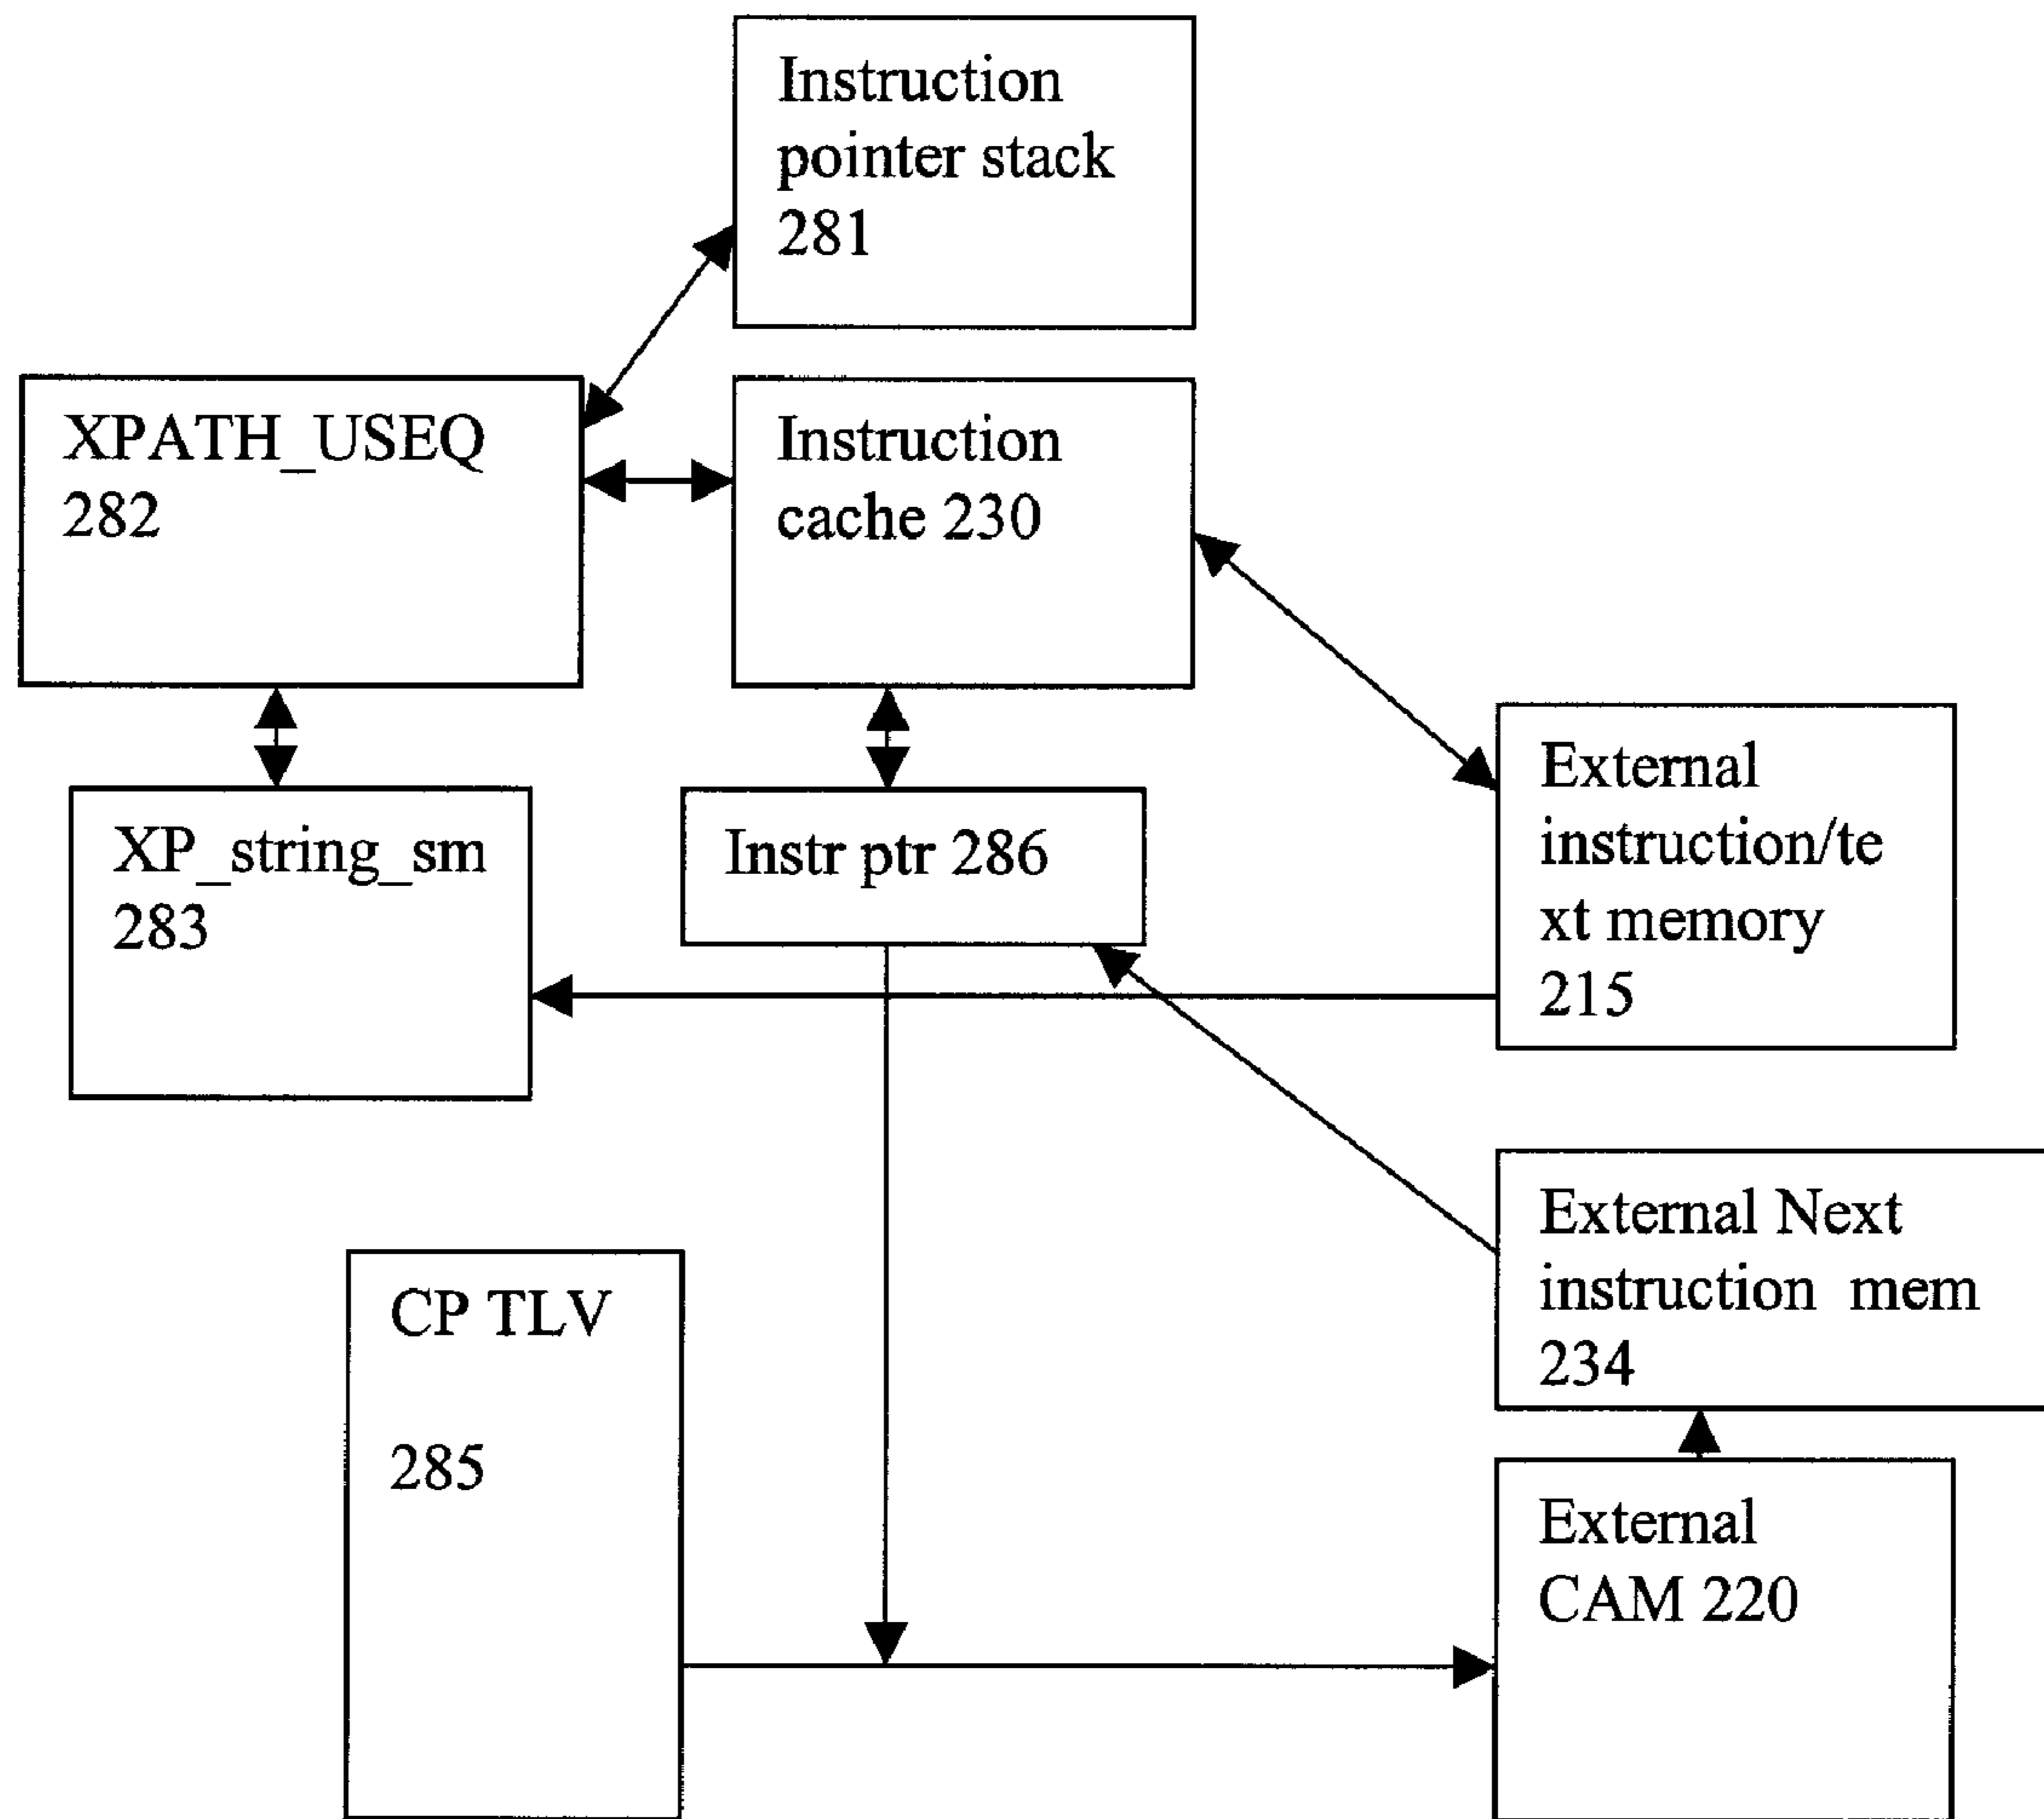 Instruction
pointer stack
281
XPATH_USEQ
282
Instruction
cache 230
XP_string_sm
283
Instr ptr 286
External
instruction/te
xt memory
215
External Next
instruction mem
234
CP TLV
285
External
CAM 220